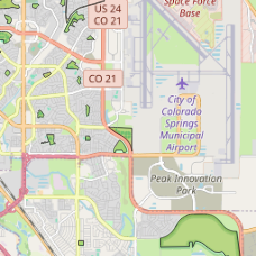 US 24
CO 21
Space Force
Base
CO 21
City of
Colorado
Springs
Municipal
Airport
Peak Innovation
Park